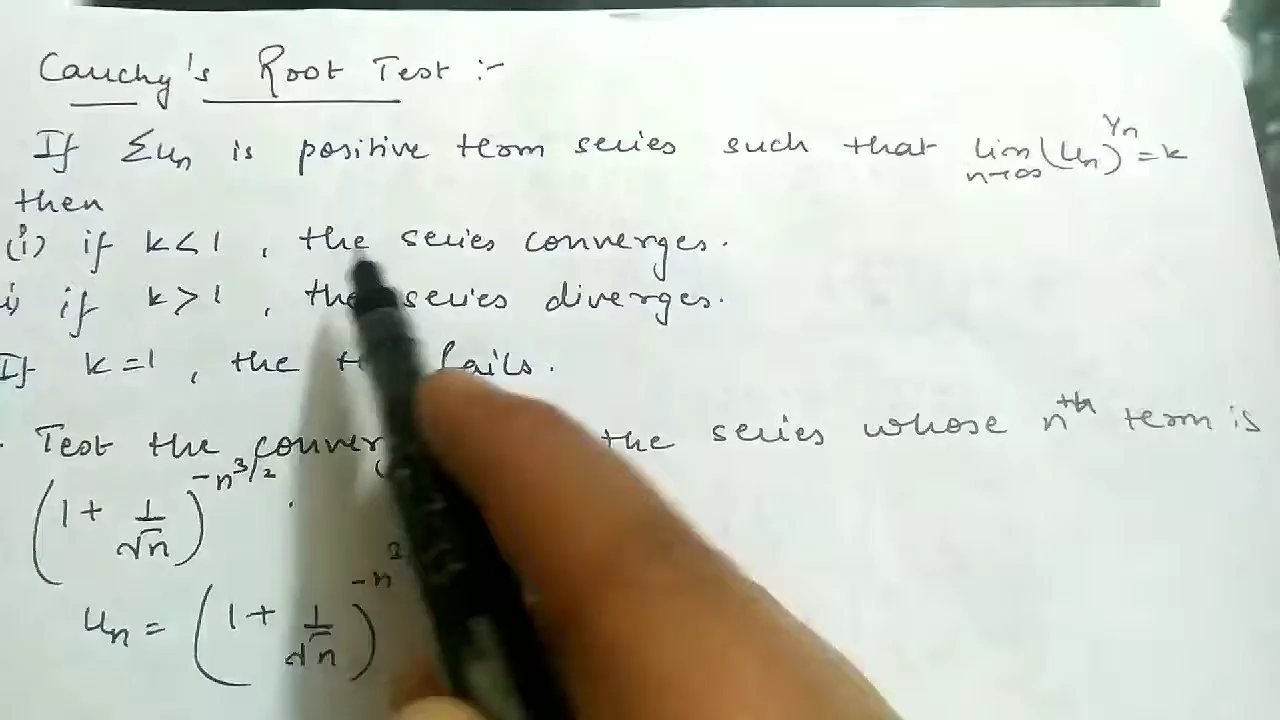 Cauchy's Root Test :-
If Σun is positive term series such that lim n→∞ (un)^1/n = k
then
(i) if k < 1 , the series converges.
i) if k > 1 , the series diverges.
If k = 1 , the fails.
Test the the series whose nth term is
(1 + 1/√n)^-n^3/2 .
un = (1 + 1/√n)^-n^3